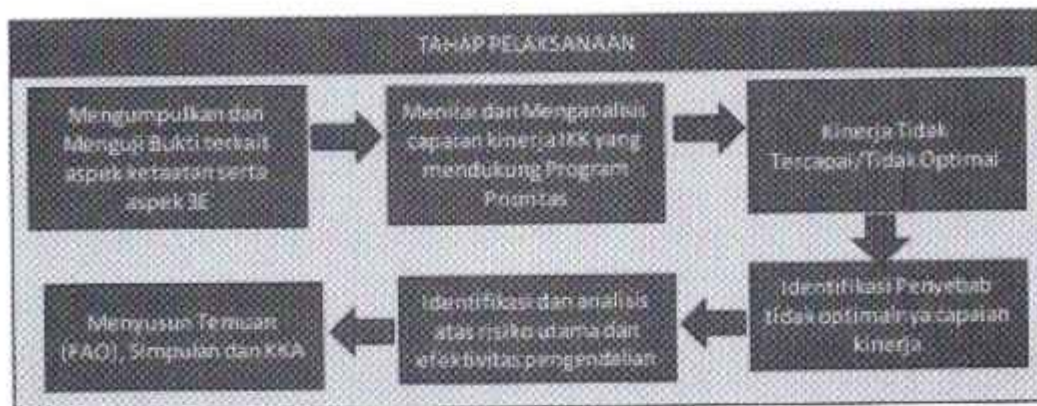 TAHAP PELAKSANAAN
Mengumpulkan dan
Menguji Bukti terkait
aspek ketaatan serta
aspek 3E
Menilai dan Menganalisis
capaian kinerja IKK yang
mendukung Program
Prioritas
Kinerja Tidak
Tercapai/Tidak Optimal
Identifikasi Penyebab
tidak optimalnya capaian
kinerja
Identifikasi dan analisis
atas risiko utama dan
efektivitas pengendalian
Menyusun Temuan
(FAO), Simpulan dan KKA